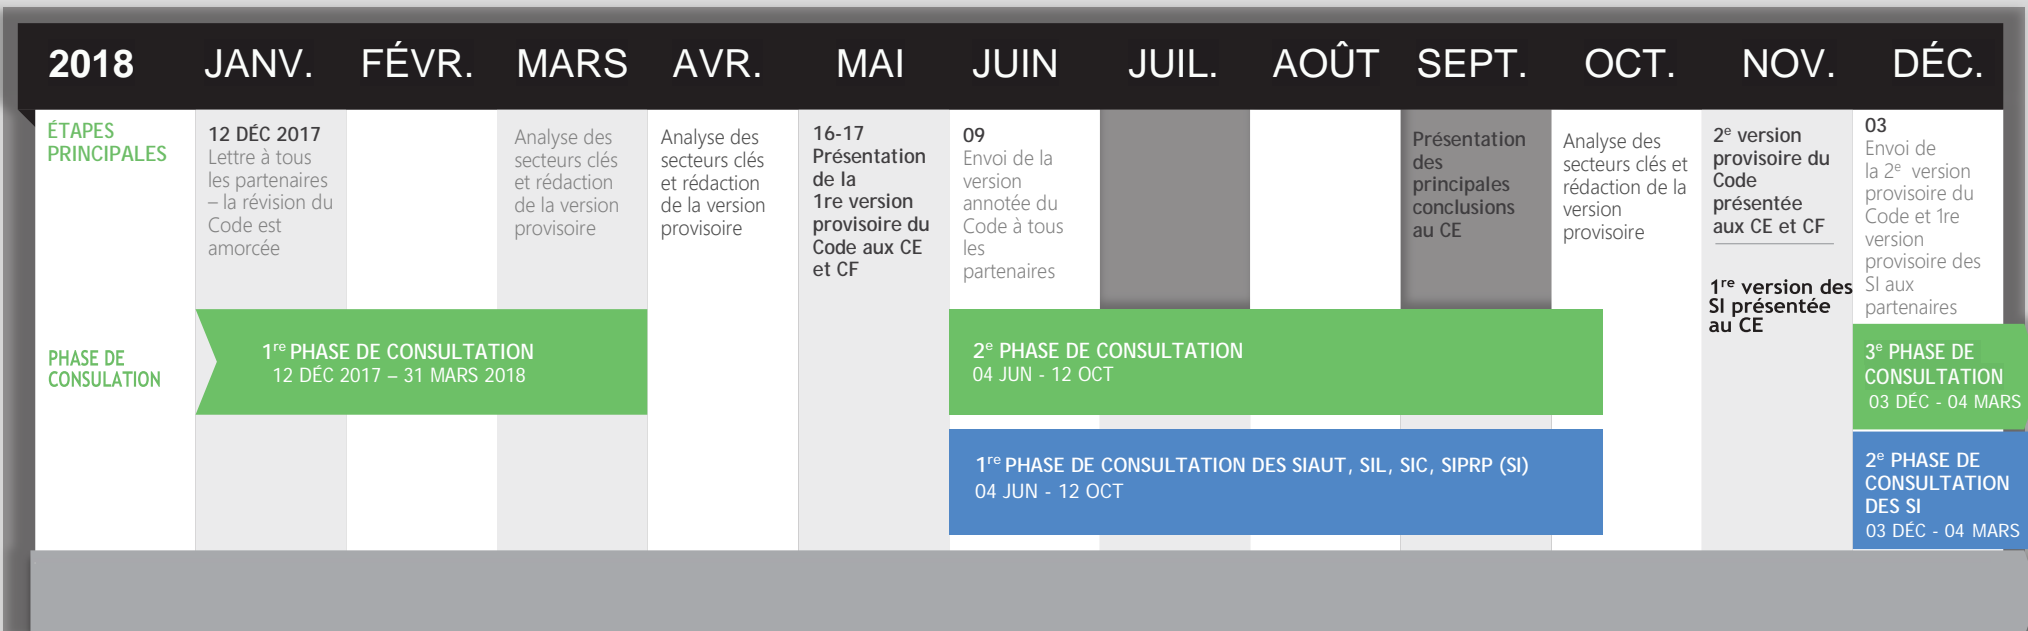 2018 JANV. FÉVR. MARS AVR. MAI JUIN JUIL. AOÛT SEPT. OCT. NOV. DÉC.
ÉTAPES
PRINCIPALES
12 DÉC 2017
Lettre à tous
les partenaires
– la révision du
Code est
amorcée
Analyse des
secteurs clés
et rédaction
de la version
provisoire
Analyse des
secteurs clés
et rédaction
de la version
provisoire
16-17
Présentation
de la
1re version
provisoire du
Code aux CE
et CF
09
Envoi de la
version
annotée du
Code à tous
les
partenaires
Présentation
des
principales
conclusions
au CE
Analyse des
secteurs clés et
rédaction de la
version
provisoire
2e version
provisoire du
Code
présentée
aux CE et CF
1re version des
SI présentée
au CE
03
Envoi de
la 2e version
provisoire du
Code et 1re
version
provisoire des
SI aux
partenaires
PHASE DE
CONSULATION
1re PHASE DE CONSULTATION
12 DÉC 2017 – 31 MARS 2018
2e PHASE DE CONSULTATION
04 JUN - 12 OCT
3e PHASE DE
CONSULTATION
03 DÉC - 04 MARS
1re PHASE DE CONSULTATION DES SIAUT, SIL, SIC, SIPRP (SI)
04 JUN - 12 OCT
2e PHASE DE
CONSULTATION
DES SI
03 DÉC - 04 MARS